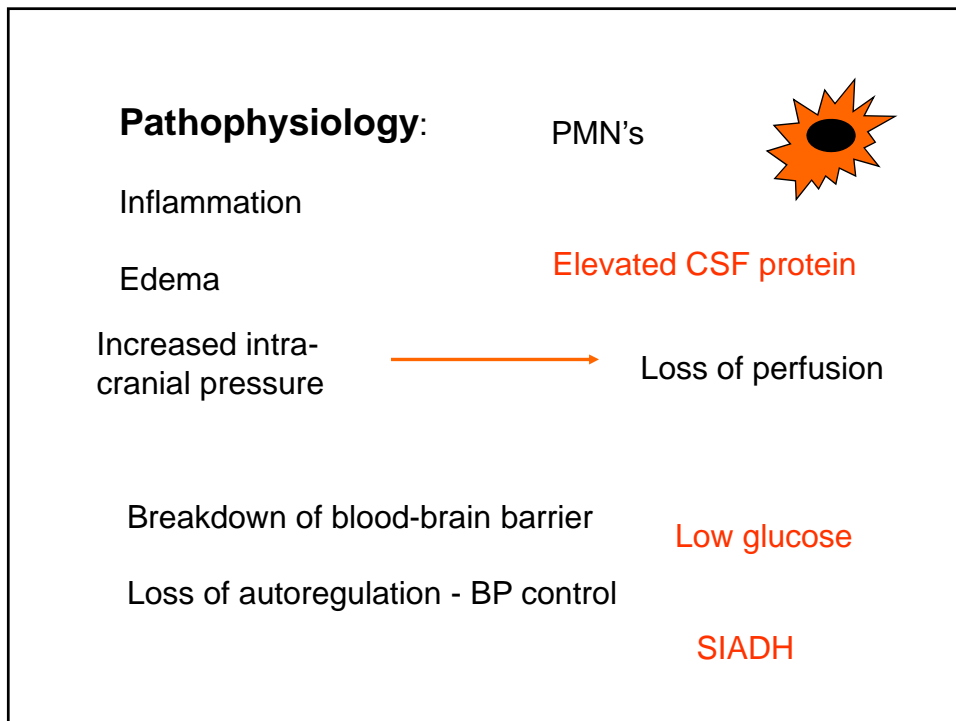 Pathophysiology:
PMN's
Inflammation
Elevated CSF protein
Edema
Increased intra-
cranial pressure
Loss of perfusion
Breakdown of blood-brain barrier
Low glucose
Loss of autoregulation - BP control
SIADH